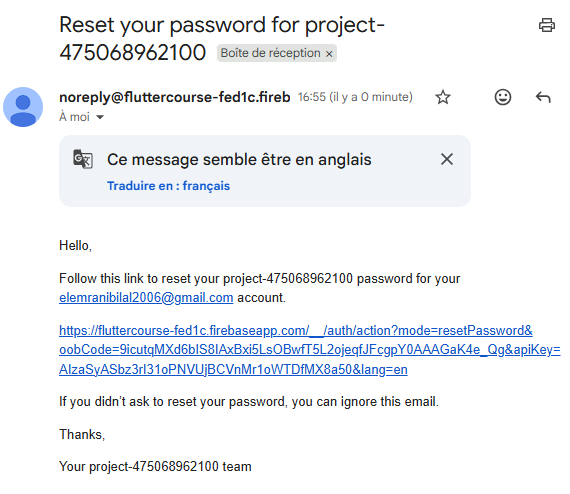 Reset your password for project-
475068962100 Boîte de réception ×
noreply@fluttercourse-fed1c.fireb 16:55 (il y a 0 minute)
À moi
Ce message semble être en anglais
Traduire en : français
Hello,
Follow this link to reset your project-475068962100 password for your
elemranibilal2006@gmail.com account.
https://fluttercourse-fed1c.firebaseapp.com/__/auth/action?mode=resetPassword&
oobCode=9icutqMXd6bIS8IAxBxi5LsOBwfT5L2ojeqfJFcgpY0AAAGaK4e_Qg&apiKey=
AIzaSyASbz3rI31oPNVUjBCVnMr1oWTDfMX8a50&lang=en
If you didn’t ask to reset your password, you can ignore this email.
Thanks,
Your project-475068962100 team